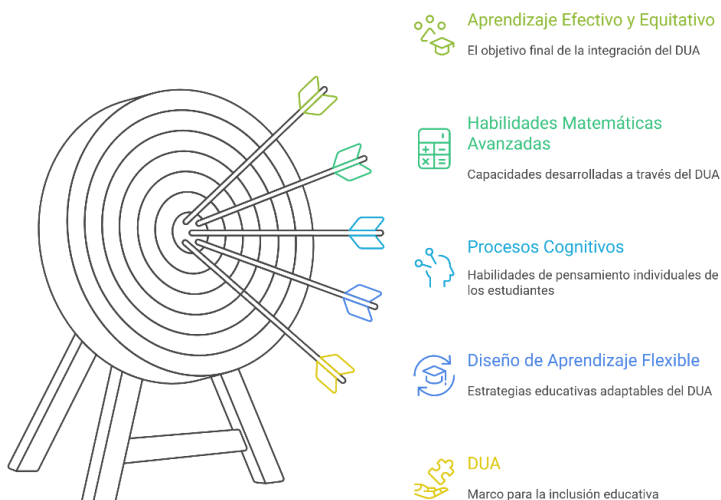 Aprendizaje Efectivo y Equitativo
El objetivo final de la integración del DUA
Habilidades Matemáticas
Avanzadas
Capacidades desarrolladas a través del DUA
Procesos Cognitivos
Habilidades de pensamiento individuales de
los estudiantes
Diseño de Aprendizaje Flexible
Estrategias educativas adaptables del DUA
DUA
Marco para la inclusión educativa